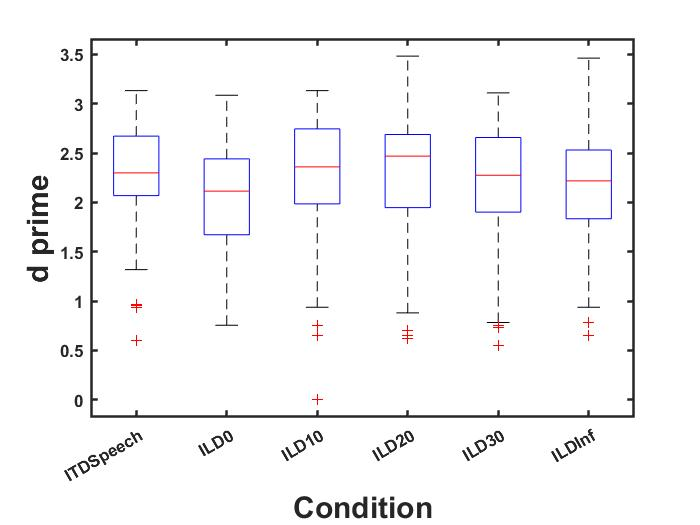 3.5
3
2.5
2
1.5
1
0.5
0
d prime
ITDSpeech
ILD0
ILD10
ILD20
ILD30
ILDInf
Condition